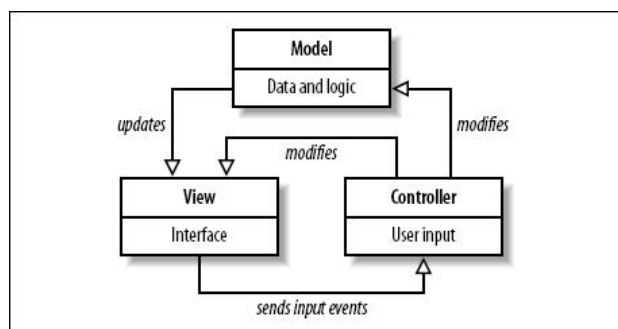 Model
Data and logic
updates
modifies
modifies
View
Interface
Controller
User input
sends input events